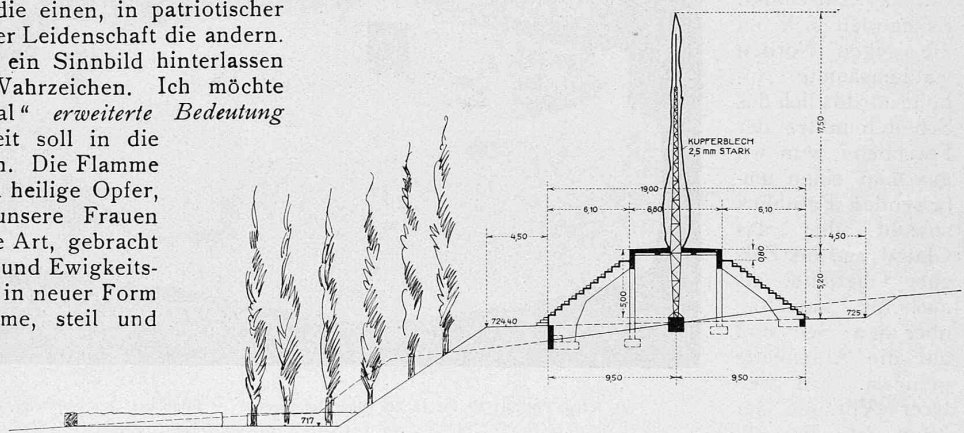 die einen, in patriotischer
er Leidenschaft die andern.
ein Sinnbild hinterlassen
Wahrzeichen. Ich möchte
al“ erweiterte Bedeutung
eit soll in die
n. Die Flamme
heilige Opfer,
unsere Frauen
e Art, gebracht
und Ewigkeits-
in neuer Form
me, steil und
KUPFERBLECH
2,5 mm STARK
17,50
19,00
6,10 6,80 6,10
4,50 4,50
0,80
5,00 5,20
724,40 725
9,50 9,50
717